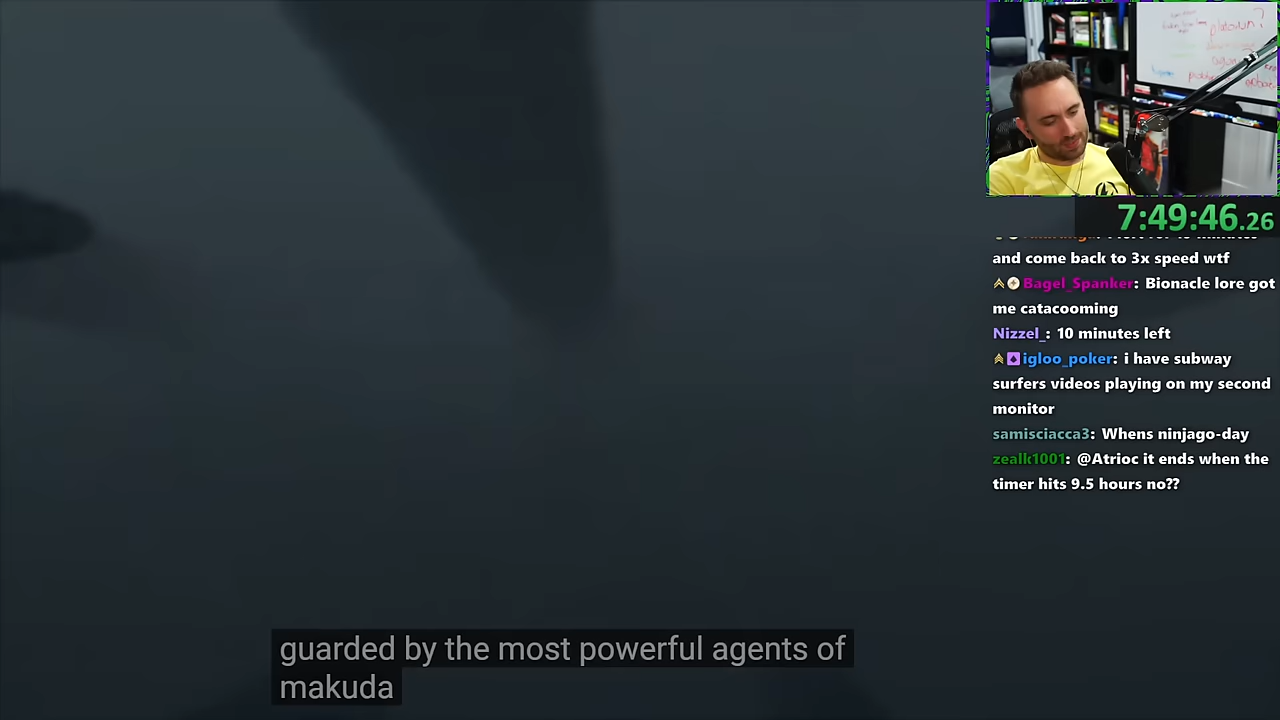 platinum?
7:49:46.26
and come back to 3x speed wtf
Bagel_Spanker: Bionacle lore got
me catacooming
Nizzel_: 10 minutes left
igloo_poker: i have subway
surfers videos playing on my second
monitor
samisciacca3: Whens ninjago-day
zealk1001: @Atrioc it ends when the
timer hits 9.5 hours no??
guarded by the most powerful agents of
makuda